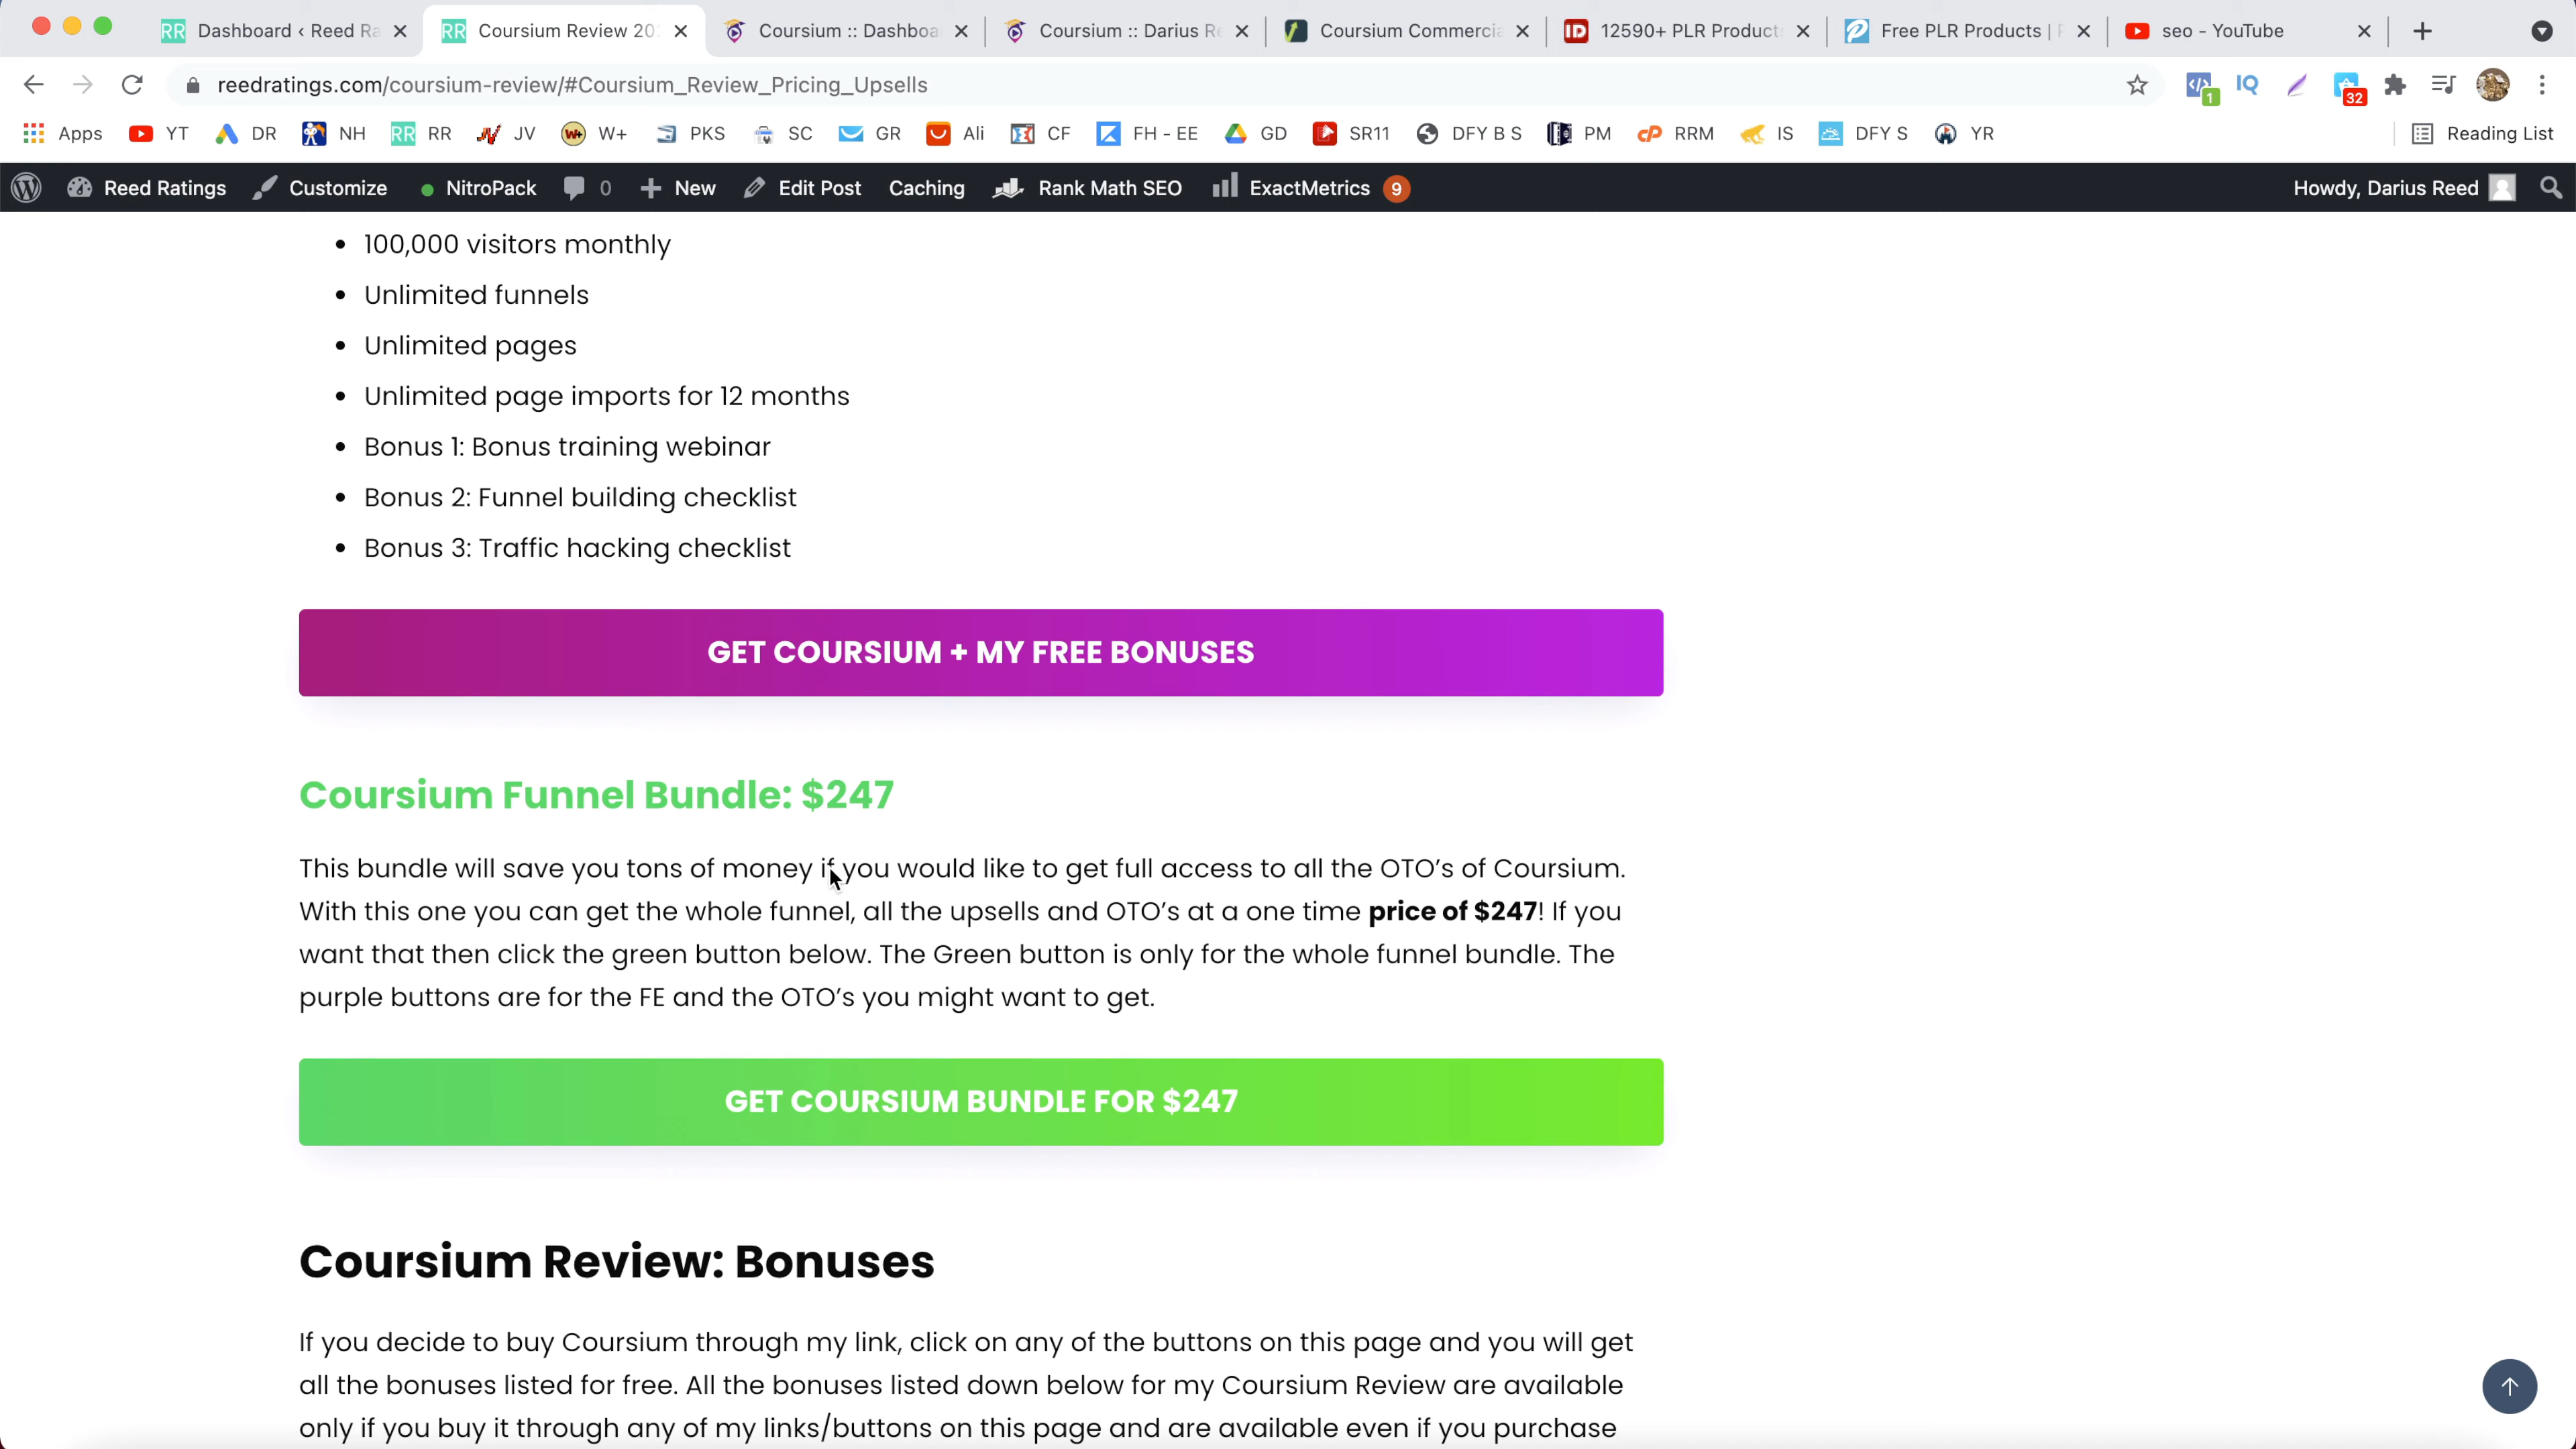 Dashboard ‹ Reed Ra
Coursium Review 20
Coursium :: Dashboa
Coursium :: Darius Re
Coursium Commercia
12590+ PLR Products
Free PLR Products | P
seo - YouTube
reedratings.com/coursium-review/#Coursium_Review_Pricing_Upsells
1
IQ
32
Apps
YT
DR
NH
RR RR
JV
W+ W+
PKS
SC
GR
Ali
CF
FH - EE
GD
SR11
DFY B S
PM
cP RRM
IS
DFY S
YR
Reading List
Reed Ratings
Customize
NitroPack
0
New
Edit Post
Caching
Rank Math SEO
ExactMetrics 9
Howdy, Darius Reed
100,000 visitors monthly
Unlimited funnels
Unlimited pages
Unlimited page imports for 12 months
Bonus 1: Bonus training webinar
Bonus 2: Funnel building checklist
Bonus 3: Traffic hacking checklist
GET COURSIUM + MY FREE BONUSES
Coursium Funnel Bundle: $247
This bundle will save you tons of money if you would like to get full access to all the OTO’s of Coursium.
With this one you can get the whole funnel, all the upsells and OTO’s at a one time price of $247! If you
want that then click the green button below. The Green button is only for the whole funnel bundle. The
purple buttons are for the FE and the OTO’s you might want to get.
GET COURSIUM BUNDLE FOR $247
Coursium Review: Bonuses
If you decide to buy Coursium through my link, click on any of the buttons on this page and you will get
all the bonuses listed for free. All the bonuses listed down below for my Coursium Review are available
only if you buy it through any of my links/buttons on this page and are available even if you purchase